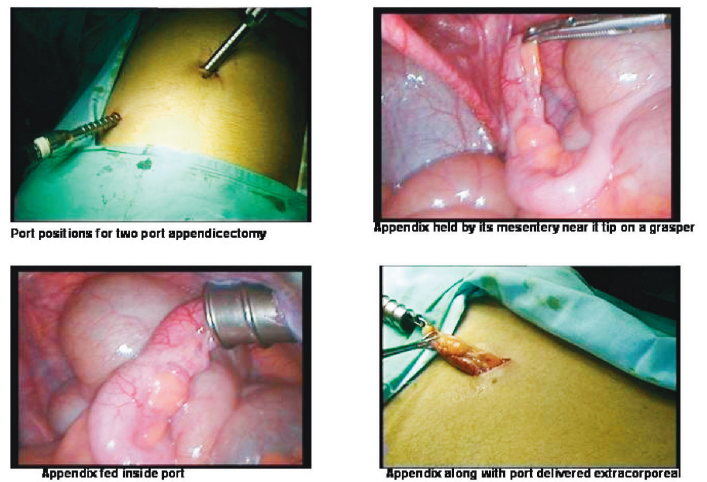 Port positions for two port appendicectomy
Appendix held by its mesentery near it tip on a grasper
Appendix fed inside port
Appendix along with port delivered extracorporeal